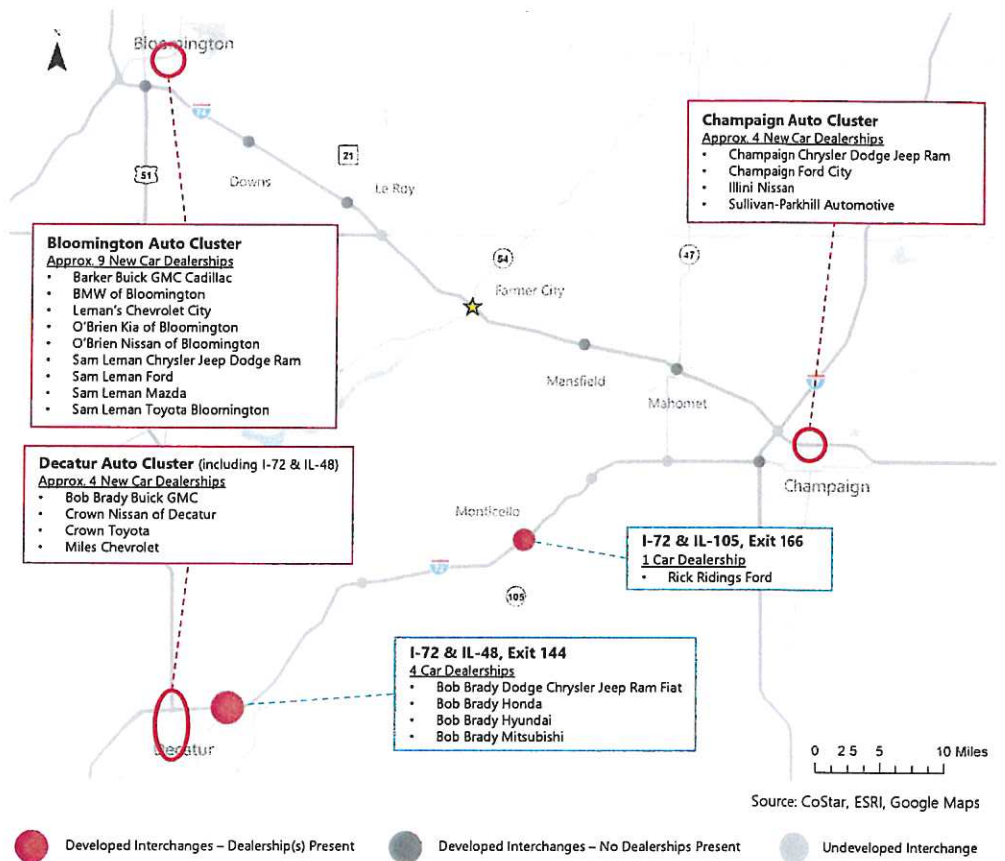 N
Bloomington
74
51
Downs
21
Le Roy
Champaign Auto Cluster
Approx. 4 New Car Dealerships
• Champaign Chrysler Dodge Jeep Ram
• Champaign Ford City
• Illini Nissan
• Sullivan-Parkhill Automotive
Bloomington Auto Cluster
Approx. 9 New Car Dealerships
• Barker Buick GMC Cadillac
• BMW of Bloomington
• Leman's Chevrolet City
• O'Brien Kia of Bloomington
• O'Brien Nissan of Bloomington
• Sam Leman Chrysler Jeep Dodge Ram
• Sam Leman Ford
• Sam Leman Mazda
• Sam Leman Toyota Bloomington
54
47
Farmer City
Mansfield
Mahomet
Champaign
Decatur Auto Cluster (including I-72 & IL-48)
Approx. 4 New Car Dealerships
• Bob Brady Buick GMC
• Crown Nissan of Decatur
• Crown Toyota
• Miles Chevrolet
Monticello
I-72 & IL-105, Exit 166
1 Car Dealership
• Rick Ridings Ford
72
105
I-72 & IL-48, Exit 144
4 Car Dealerships
• Bob Brady Dodge Chrysler Jeep Ram Fiat
• Bob Brady Honda
• Bob Brady Hyundai
• Bob Brady Mitsubishi
Decatur
0 2.5 5 10 Miles
Source: CoStar, ESRI, Google Maps
Developed Interchanges – Dealership(s) Present
Developed Interchanges – No Dealerships Present
Undeveloped Interchange